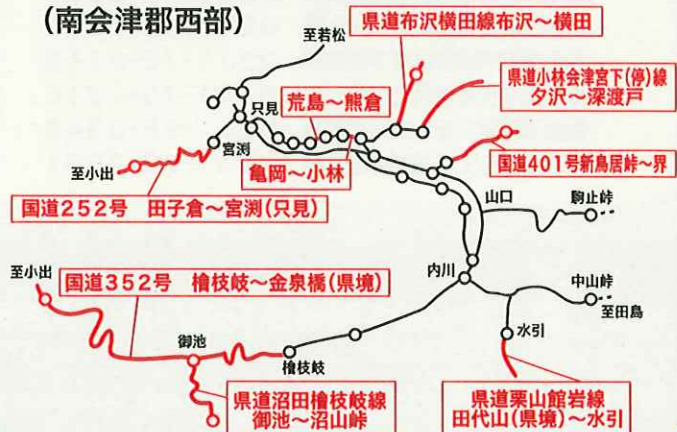 (南会津郡西部)
県道布沢横田線布沢~横田
至若松
県道小林会津宮下(停)線
夕沢~深渡戸
荒島~熊倉
只見
宮渕
至小出
亀岡~小林
国道401号新鳥居峠~界
国道252号 田子倉~宮渕(只見)
山口
駒止峠
至小出
国道352号 檜枝岐~金泉橋(県境)
内川
中山峠
至田島
御池
檜枝岐
水引
県道沼田檜枝岐線
御池~沼山峠
県道栗山館岩線
田代山(県境)~水引